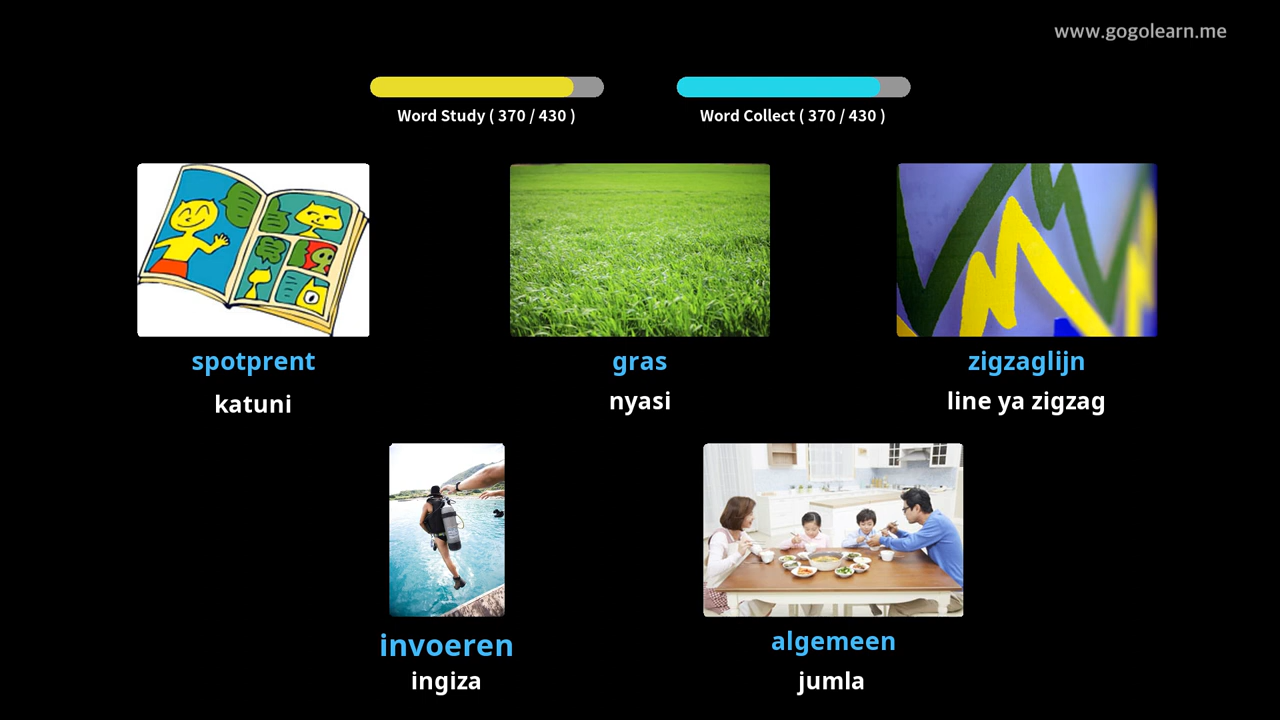 www.gogolearn.me
Word Study ( 370 / 430 )
Word Collect ( 370 / 430 )
spotprent
katuni
gras
nyasi
zigzaglijn
line ya zigzag
invoeren
ingiza
algemeen
jumla